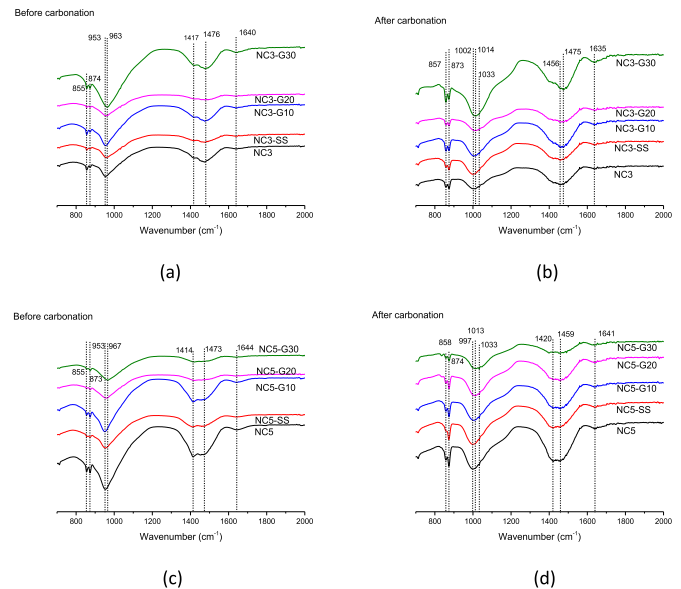 Before carbonation
953 963
1417 1476 1640
855 874
NC3-G30
NC3-G20
NC3-G10
NC3-SS
NC3
800 1000 1200 1400 1600 1800 2000
Wavenumber (cm⁻¹)
(a)
After carbonation
857 873
1002 1014
1033
1456 1475 1635
NC3-G30
NC3-G20
NC3-G10
NC3-SS
NC3
800 1000 1200 1400 1600 1800 2000
Wavenumber (cm⁻¹)
(b)
Before carbonation
953 967
1414 1473 1644
855 873
NC5-G30
NC5-G20
NC5-G10
NC5-SS
NC5
800 1000 1200 1400 1600 1800 2000
Wavenumber (cm⁻¹)
(c)
After carbonation
858 874
997 1013 1033
1420 1459 1641
NC5-G30
NC5-G20
NC5-G10
NC5-SS
NC5
800 1000 1200 1400 1600 1800 2000
Wavenumber (cm⁻¹)
(d)